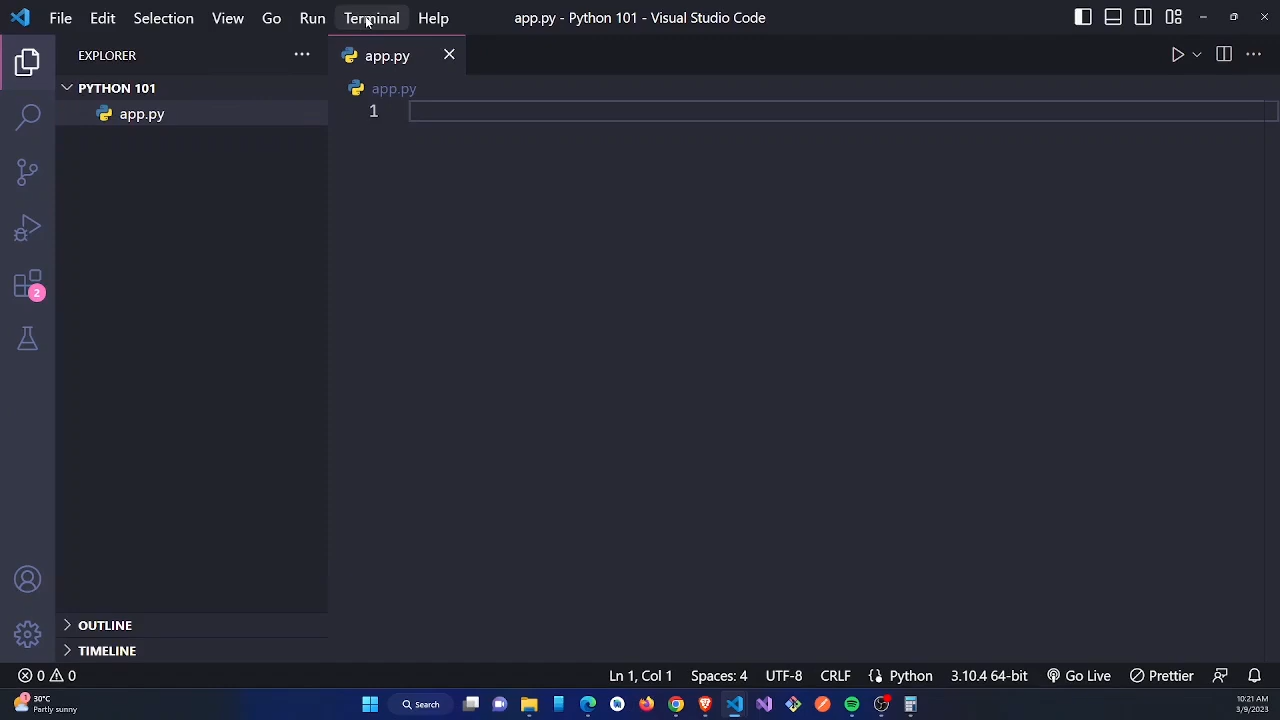 File Edit Selection View Go Run Terminal Help
app.py - Python 101 - Visual Studio Code
EXPLORER
app.py
PYTHON 101
app.py
app.py
1
2
OUTLINE
TIMELINE
0 0
Ln 1, Col 1
Spaces: 4
UTF-8
CRLF
Python
3.10.4 64-bit
Go Live
Prettier
1
30°C
Partly sunny
Search
10:21 AM
3/9/2023